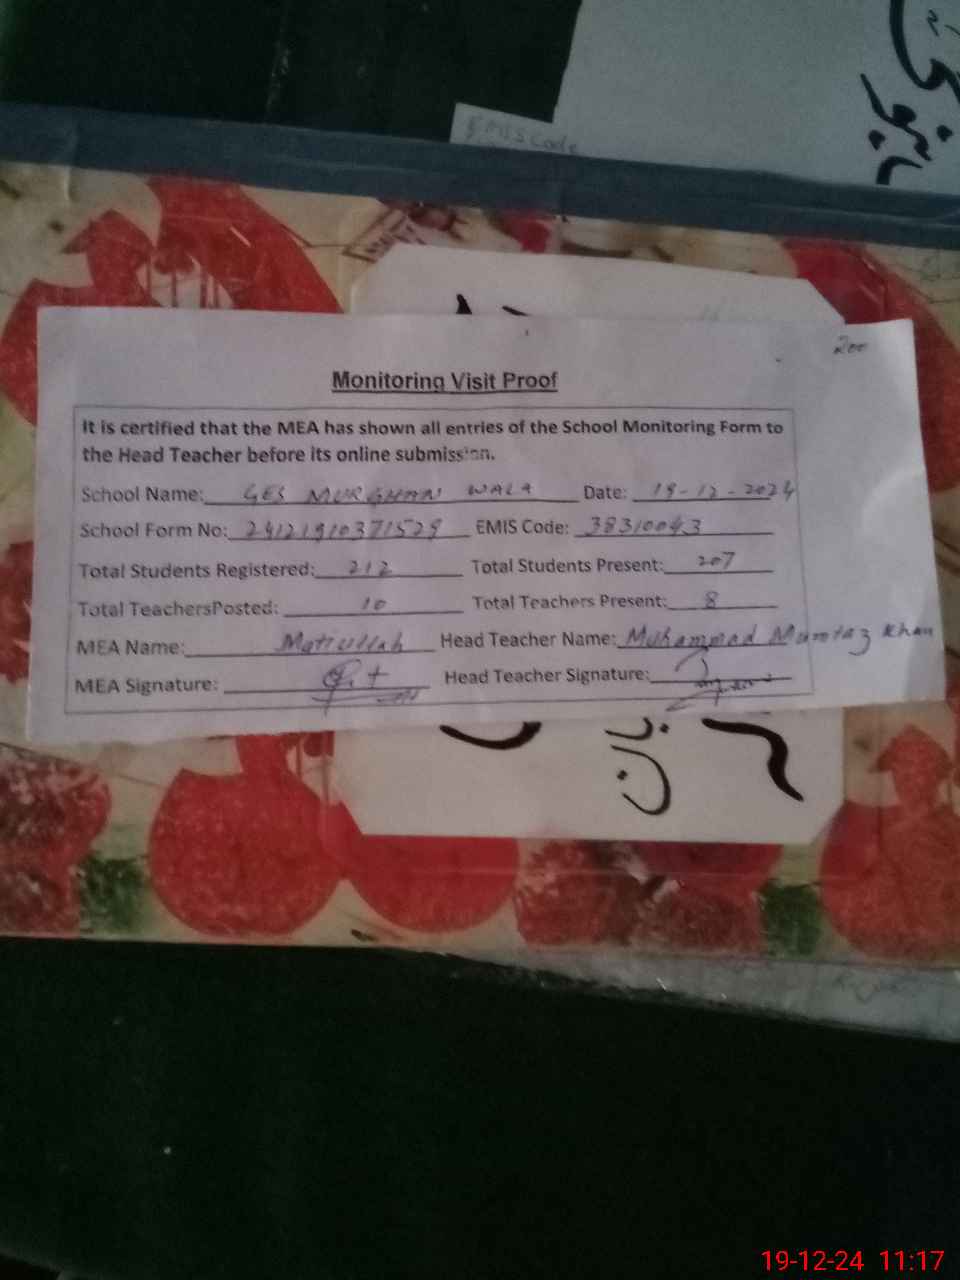 EMIS Code
200
Monitoring Visit Proof
It is certified that the MEA has shown all entries of the School Monitoring Form to
the Head Teacher before its online submission.
School Name: GES MURGHAN WALA Date: 19-12-2024
School Form No: 24121910371529 EMIS Code: 38310043
Total Students Registered: 212 Total Students Present: 207
Total TeachersPosted: 10 Total Teachers Present: 8
MEA Name: Matiullah Head Teacher Name: Muhammad Mumtaz Khan
MEA Signature: Head Teacher Signature:
19-12-24 11:17